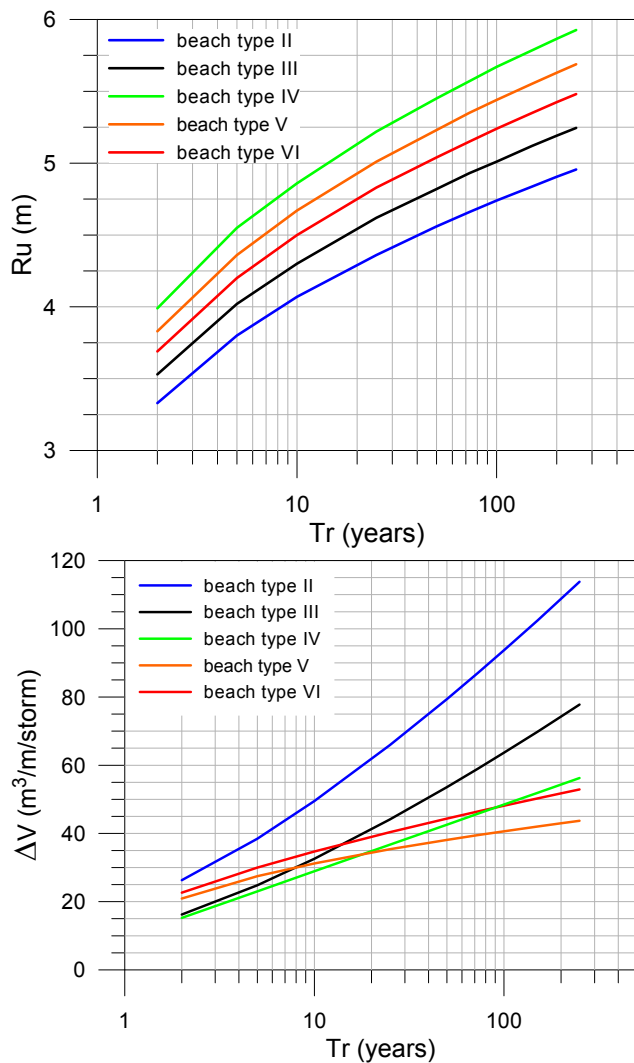 6
5
4
3
Ru (m)
beach type II
beach type III
beach type IV
beach type V
beach type VI
1
10
100
Tr (years)
120
100
80
60
40
20
0
ΔV (m³/m/storm)
beach type II
beach type III
beach type IV
beach type V
beach type VI
1
10
100
Tr (years)